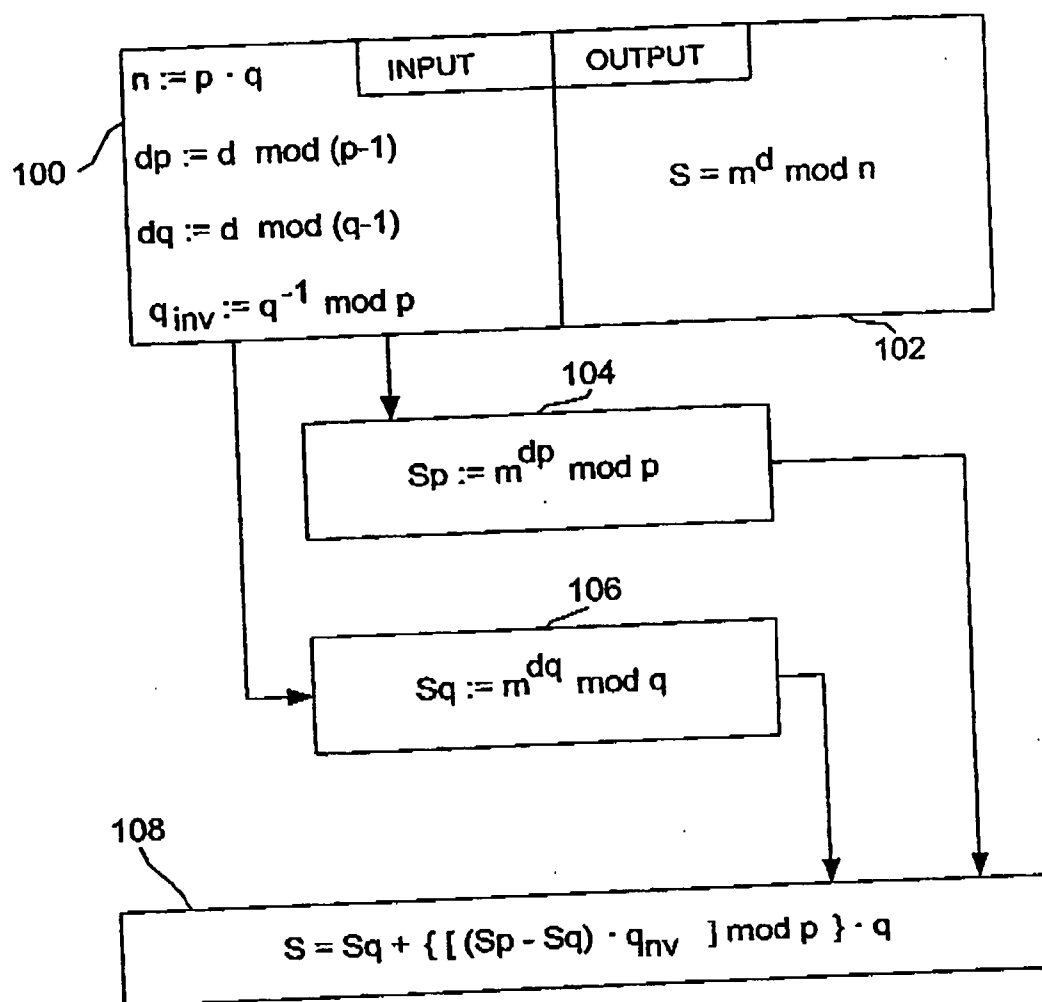 INPUT
OUTPUT
n := p · q
100
dp := d mod (p-1)
S = m^d mod n
dq := d mod (q-1)
q_inv := q^-1 mod p
102
104
Sp := m^dp mod p
106
Sq := m^dq mod q
108
S = Sq + { [ (Sp - Sq) · q_nv ] mod p } · q